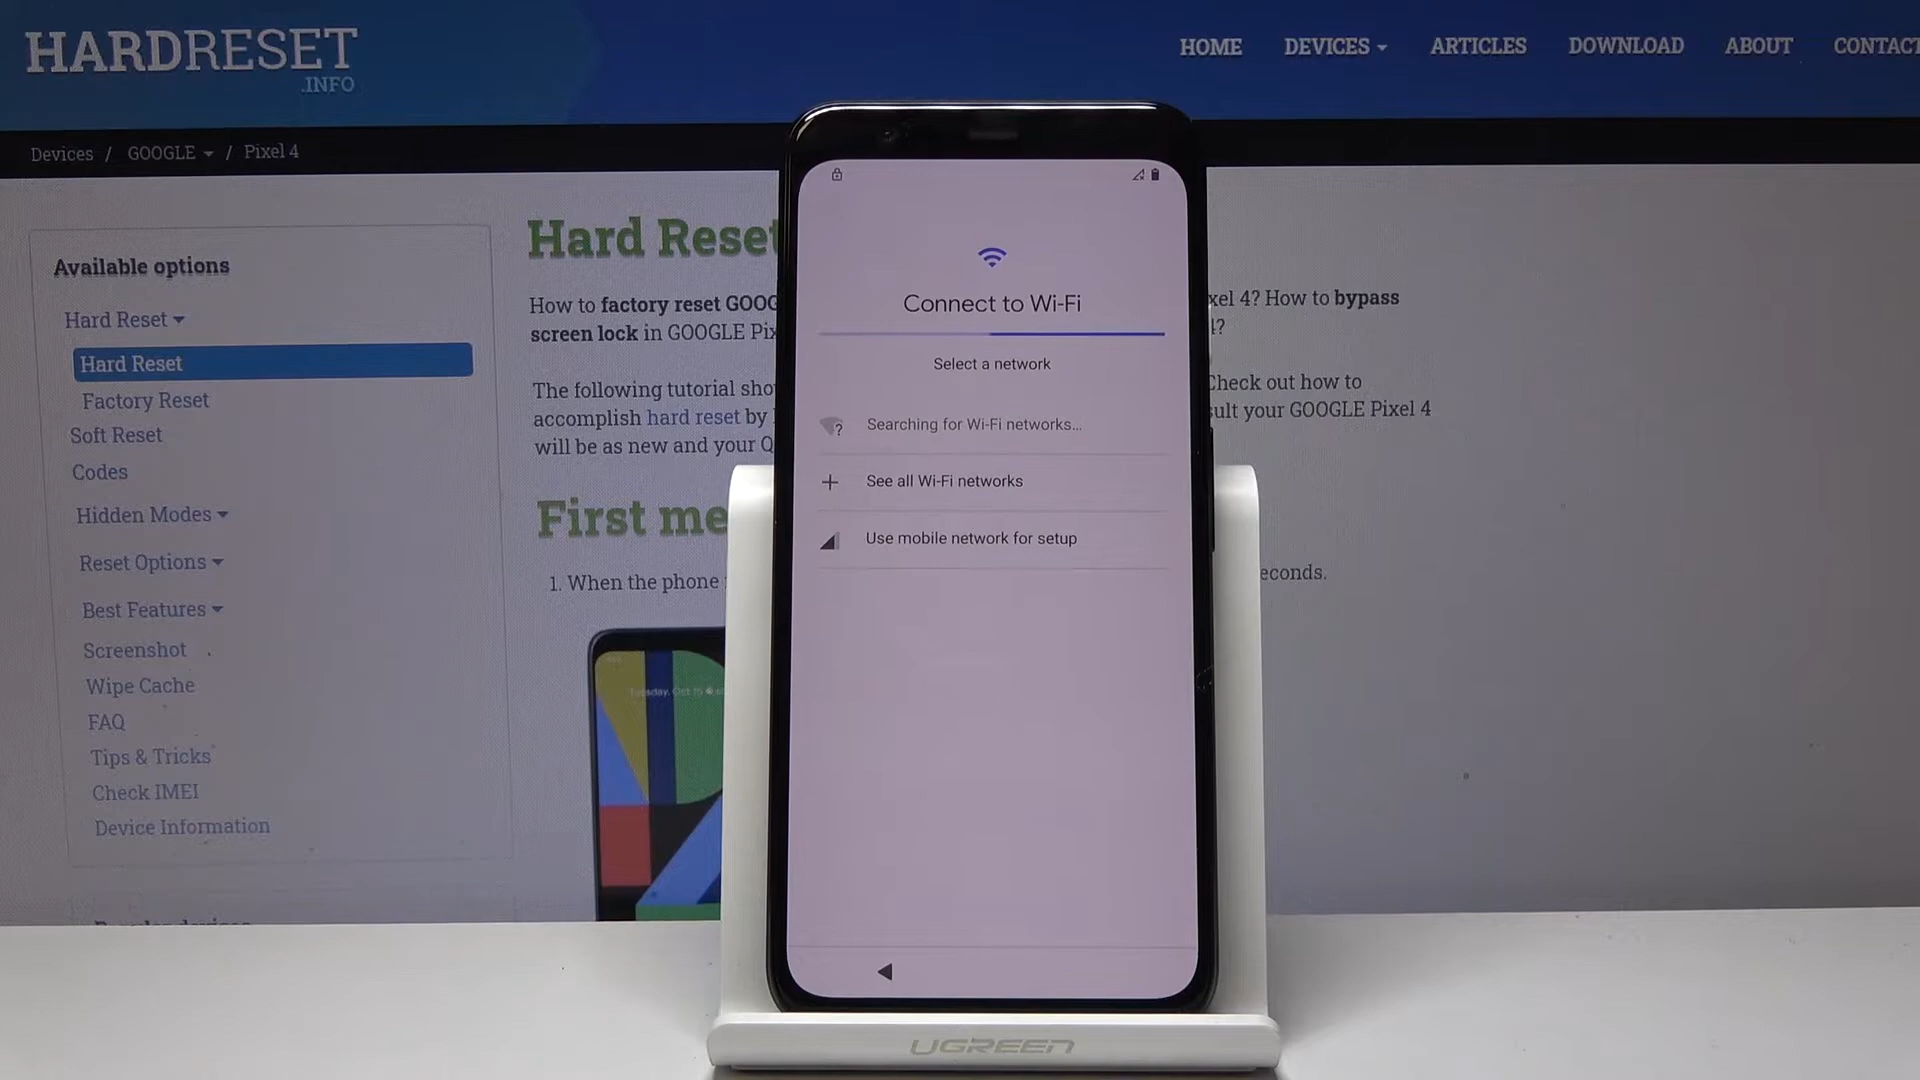 HARDRESET
.INFO
HOME DEVICES ARTICLES DOWNLOAD ABOUT CONTACT
Devices / GOOGLE / Pixel 4
Available options
Hard Reset
Hard Reset
Factory Reset
Soft Reset
Codes
Hidden Modes
Reset Options
Best Features
Screenshot
Wipe Cache
FAQ
Tips & Tricks
Check IMEI
Device Information
Hard Reset
How to factory reset GOOG
screen lock in GOOGLE Pix
The following tutorial sho
accomplish hard reset by
will be as new and your Q
xel 4? How to bypass
4?
Check out how to
sult your GOOGLE Pixel 4
First me
1. When the phone
econds.
Tuesday, Oct 15
Connect to Wi-Fi
Select a network
Searching for Wi-Fi networks...
See all Wi-Fi networks
Use mobile network for setup
UGREEN